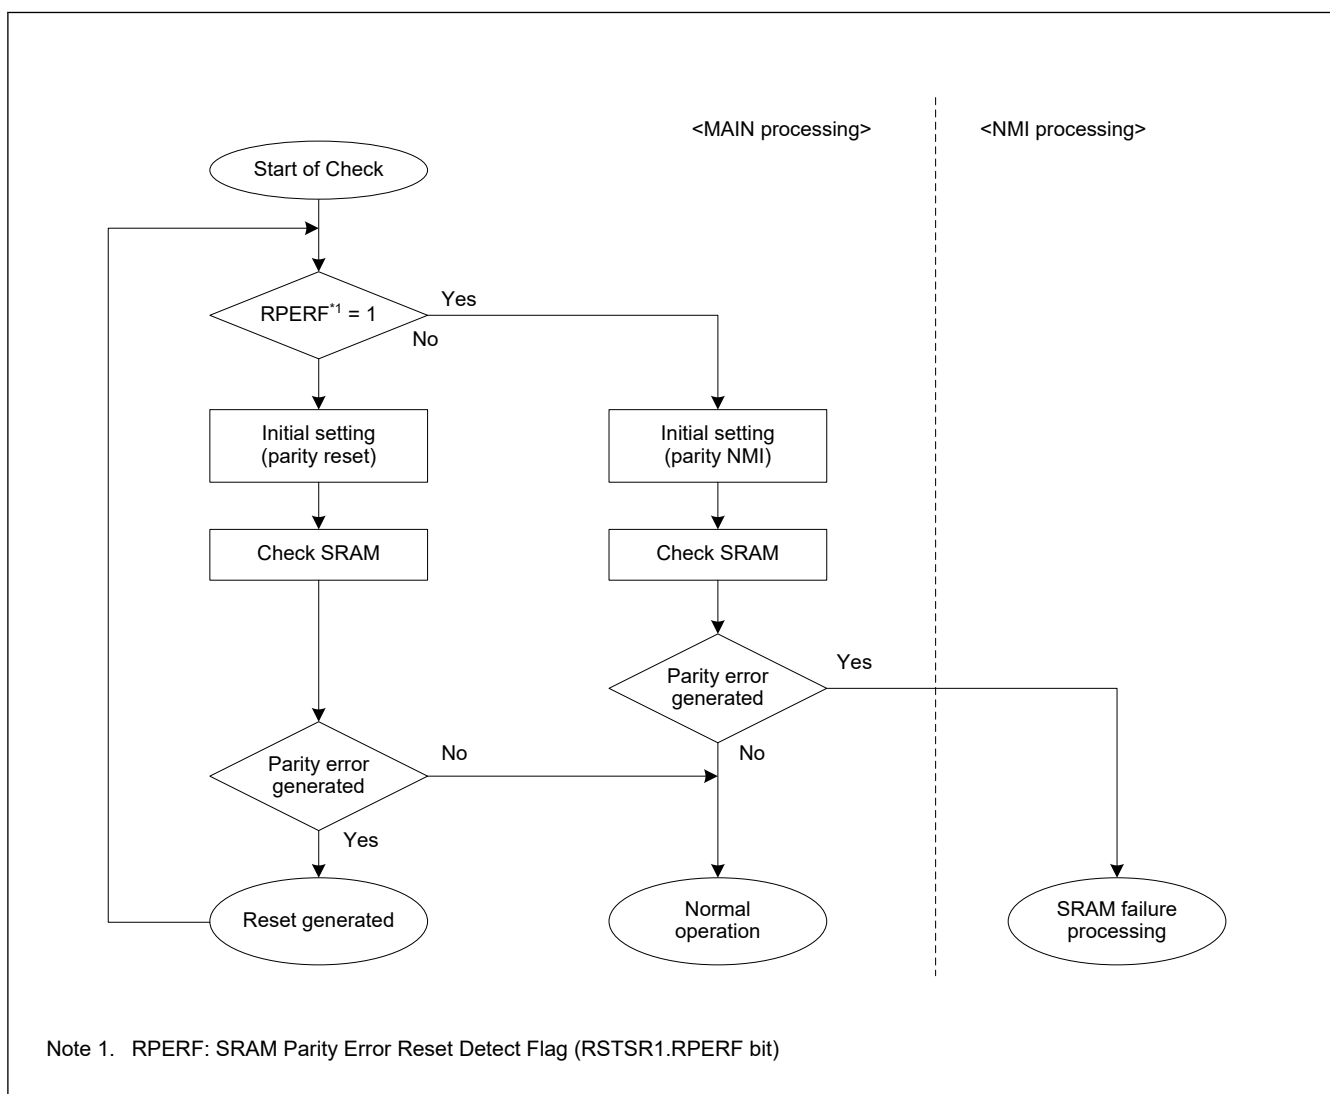 <MAIN processing>
<NMI processing>
Start of Check
RPERF*1 = 1
Yes
No
Initial setting
(parity reset)
Initial setting
(parity NMI)
Check SRAM
Check SRAM
Parity error
generated
Yes
No
Parity error
generated
No
Yes
Reset generated
Normal
operation
SRAM failure
processing
Note 1. RPERF: SRAM Parity Error Reset Detect Flag (RSTSR1.RPERF bit)